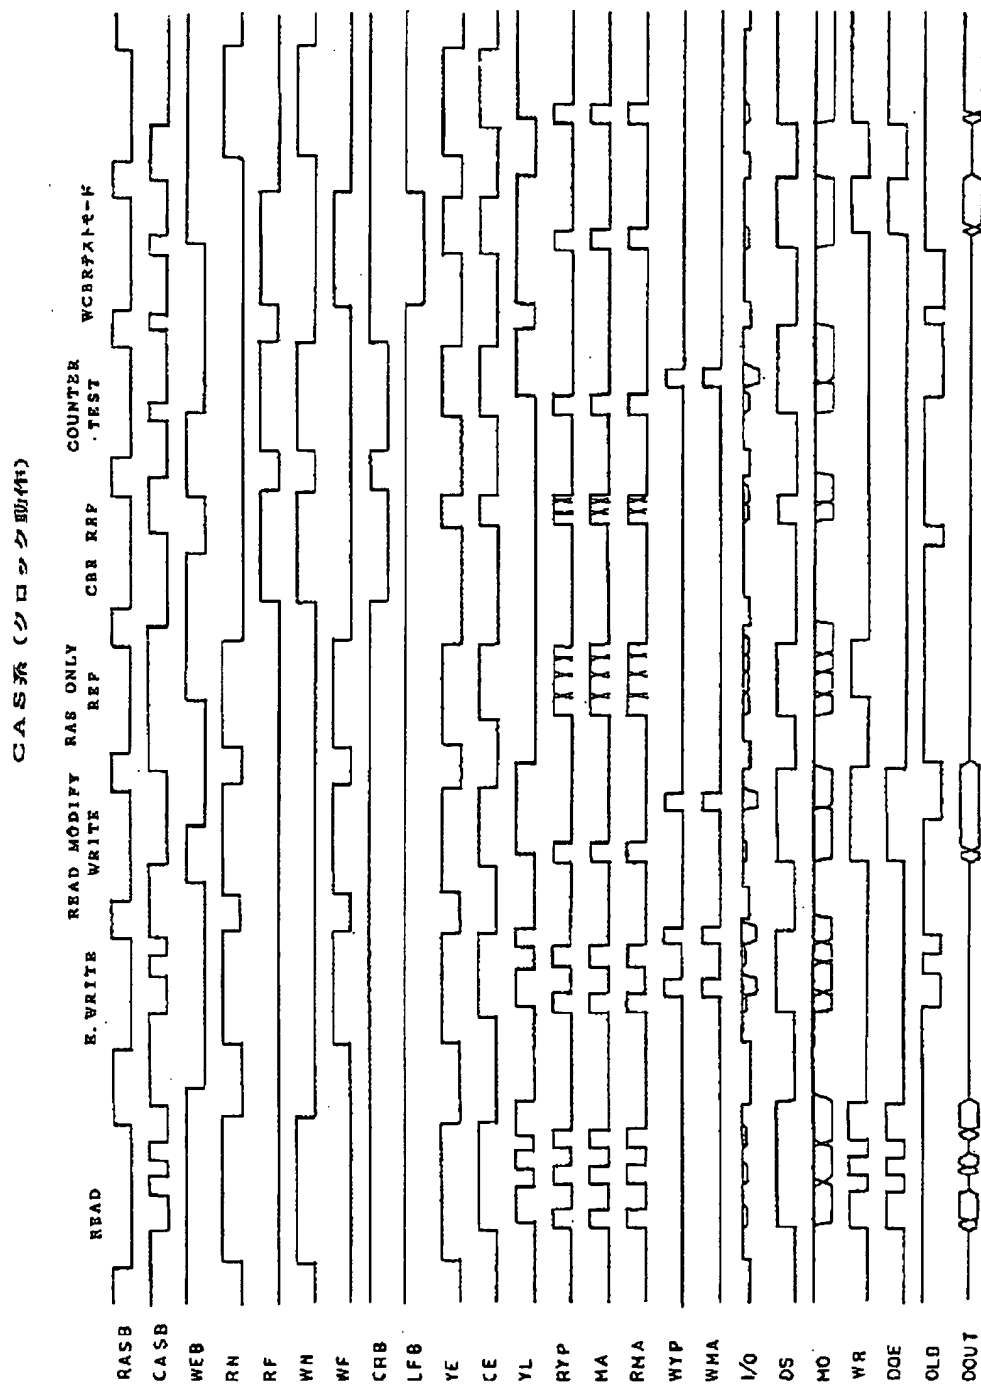 CAS系(クロック動作)
READ
E. WRITE
READ MODIFY
WRITE
RAS ONLY
REF
CBR REF
COUNTER
TEST
WCBRテストモード
RASB
CASB
WEB
RN
RF
WN
WF
CRB
LFB
YE
CE
YL
RYP
MA
RMA
WYP
WMA
I/O
DS
MO
WR
DOE
OLB
DOUT